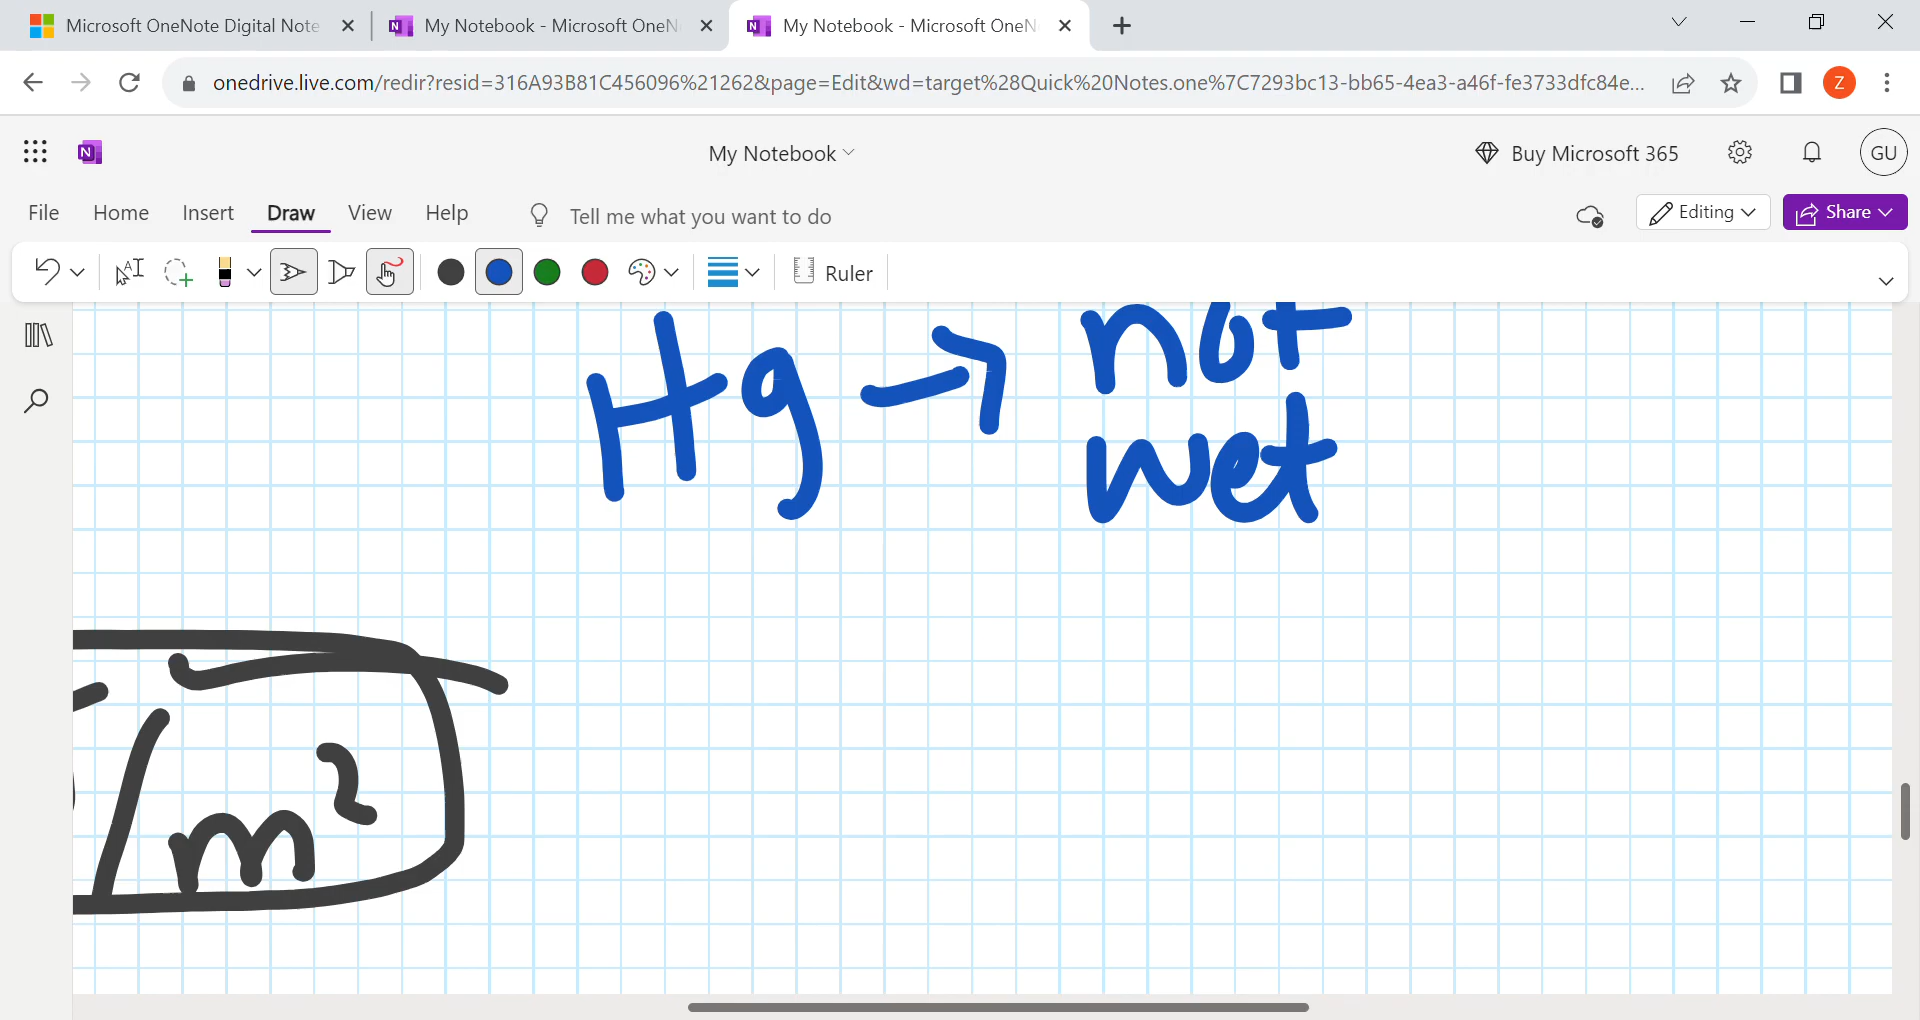 Microsoft OneNote Digital Note
My Notebook - Microsoft OneN
My Notebook - Microsoft OneN
onedrive.live.com/redir?resid=316A93B81C456096%21262&page=Edit&wd=target%28Quick%20Notes.one%7C7293bc13-bb65-4ea3-a46f-fe3733dfc84e...
Z
My Notebook
Buy Microsoft 365
GU
File Home Insert Draw View Help
Tell me what you want to do
Editing
Share
Ruler
Hg → not
wet
/m²